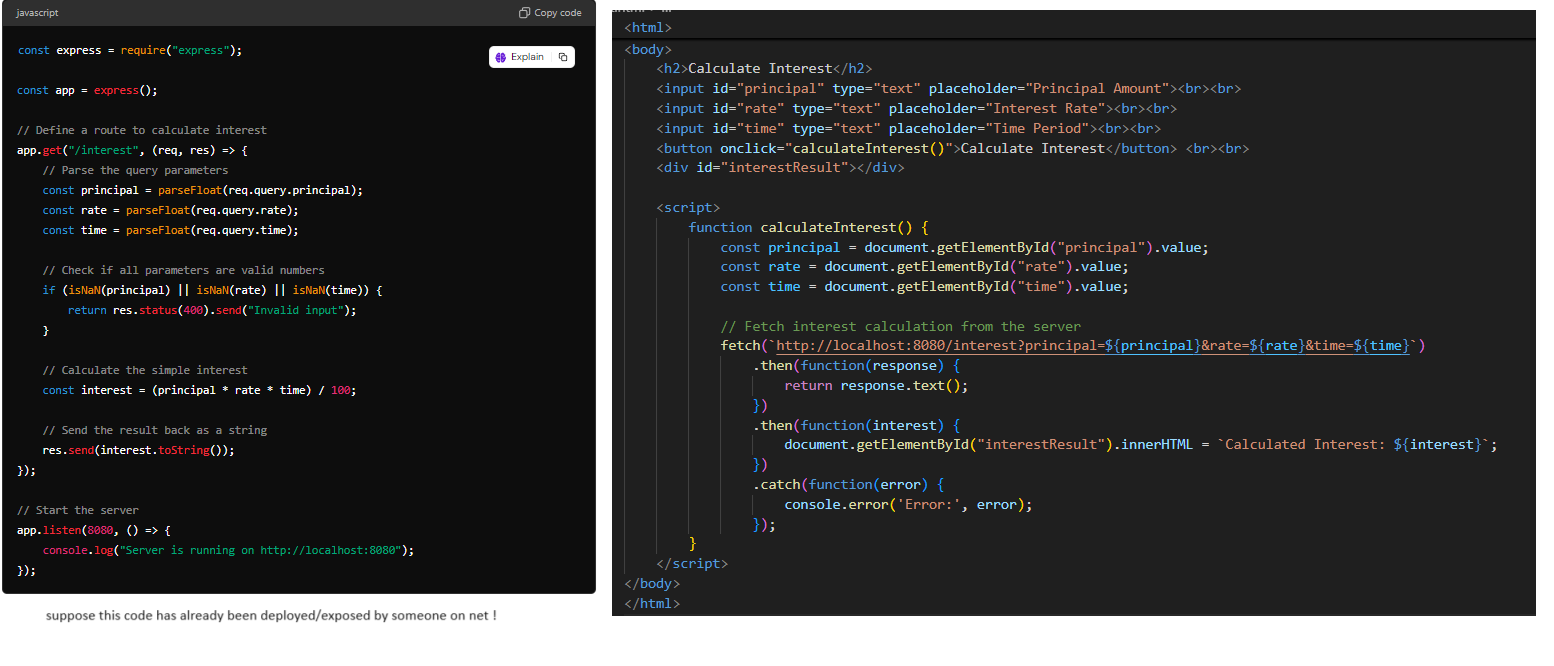 javascript
Copy code
const express = require("express");
Explain
const app = express();
// Define a route to calculate interest
app.get("/interest", (req, res) => {
    // Parse the query parameters
    const principal = parseFloat(req.query.principal);
    const rate = parseFloat(req.query.rate);
    const time = parseFloat(req.query.time);
    // Check if all parameters are valid numbers
    if (isNaN(principal) || isNaN(rate) || isNaN(time)) {
        return res.status(400).send("Invalid input");
    }
    // Calculate the simple interest
    const interest = (principal * rate * time) / 100;
    // Send the result back as a string
    res.send(interest.toString());
});
// Start the server
app.listen(8080, () => {
    console.log("Server is running on http://localhost:8080");
});
suppose this code has already been deployed/exposed by someone on net !
<html>
<body>
    <h2>Calculate Interest</h2>
    <input id="principal" type="text" placeholder="Principal Amount"><br><br>
    <input id="rate" type="text" placeholder="Interest Rate"><br><br>
    <input id="time" type="text" placeholder="Time Period"><br><br>
    <button onclick="calculateInterest()">Calculate Interest</button> <br><br>
    <div id="interestResult"></div>
    <script>
        function calculateInterest() {
            const principal = document.getElementById("principal").value;
            const rate = document.getElementById("rate").value;
            const time = document.getElementById("time").value;
            // Fetch interest calculation from the server
            fetch(`http://localhost:8080/interest?principal=${principal}&rate=${rate}&time=${time}`)
                .then(function(response) {
                    return response.text();
                })
                .then(function(interest) {
                    document.getElementById("interestResult").innerHTML = `Calculated Interest: ${interest}`;
                })
                .catch(function(error) {
                    console.error('Error:', error);
                });
        }
    </script>
</body>
</html>